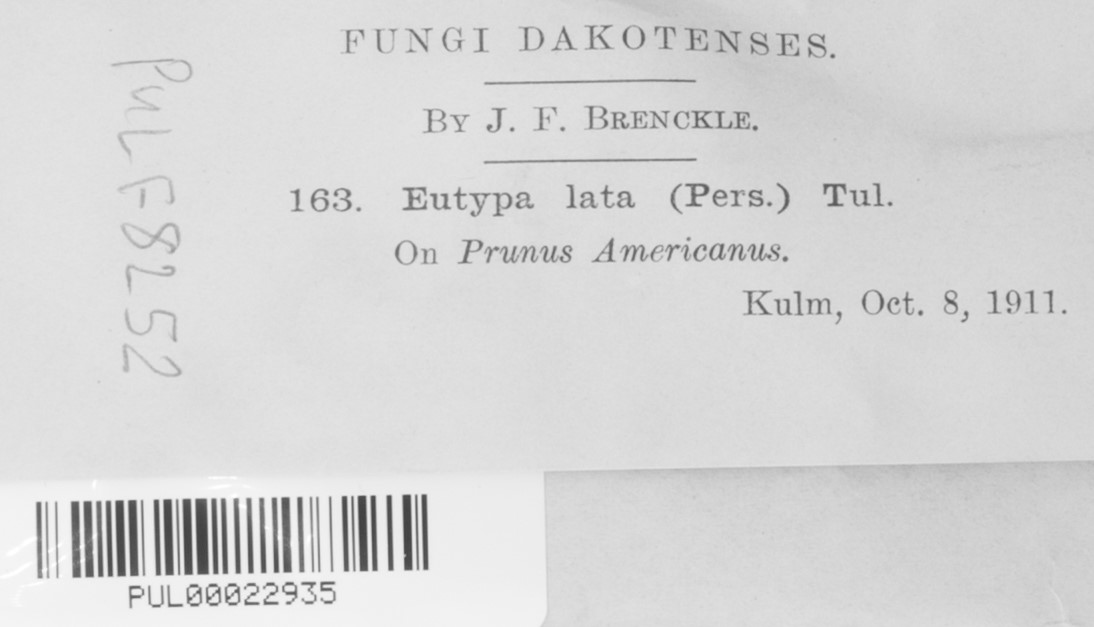 FUNGI DAKOTENSES.
BY J. F. BRENCKLE.
163. Eutypa lata (Pers.) Tul.
On Prunus Americanus.
Kulm, Oct. 8, 1911.
PUL F8252
PUL00022935